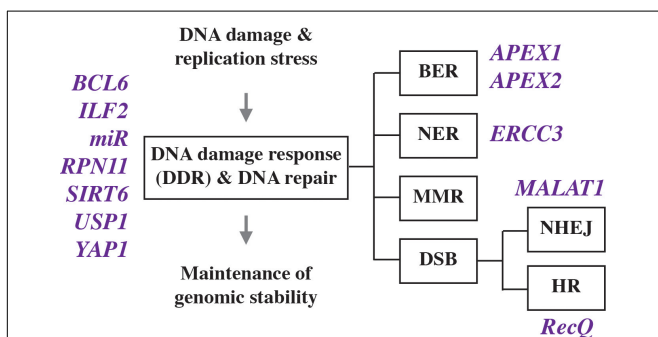 DNA damage &
replication stress
BCL6
ILF2
miR
RPN11
SIRT6
USP1
YAP1
DNA damage response
(DDR) & DNA repair
Maintenance of
genomic stability
BER
APEX1
APEX2
NER
ERCC3
MMR
DSB
MALAT1
NHEJ
HR
RecQ